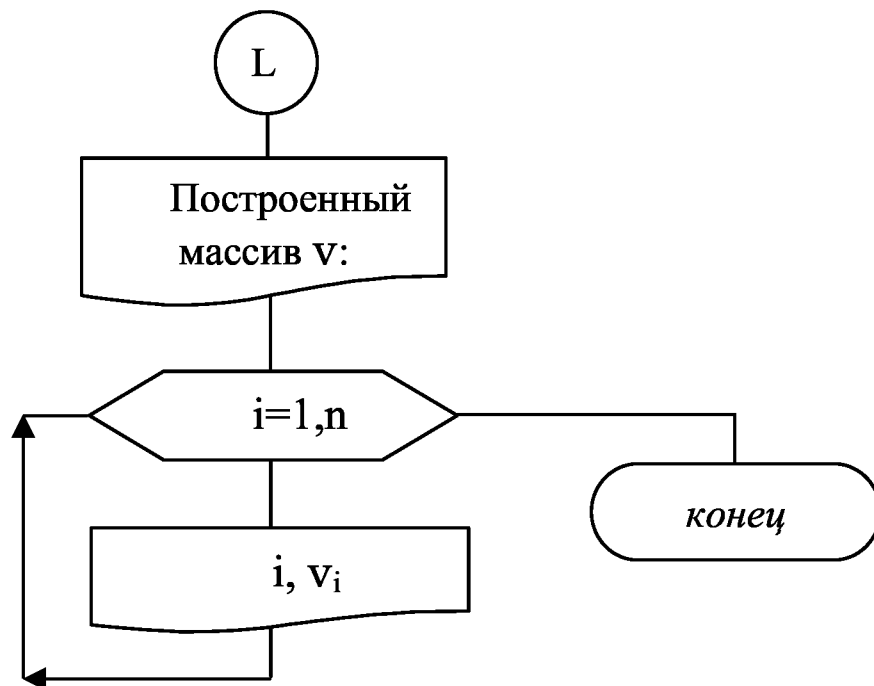 L
Построенный
массив v:
i=1,n
конец
i, vᵢ